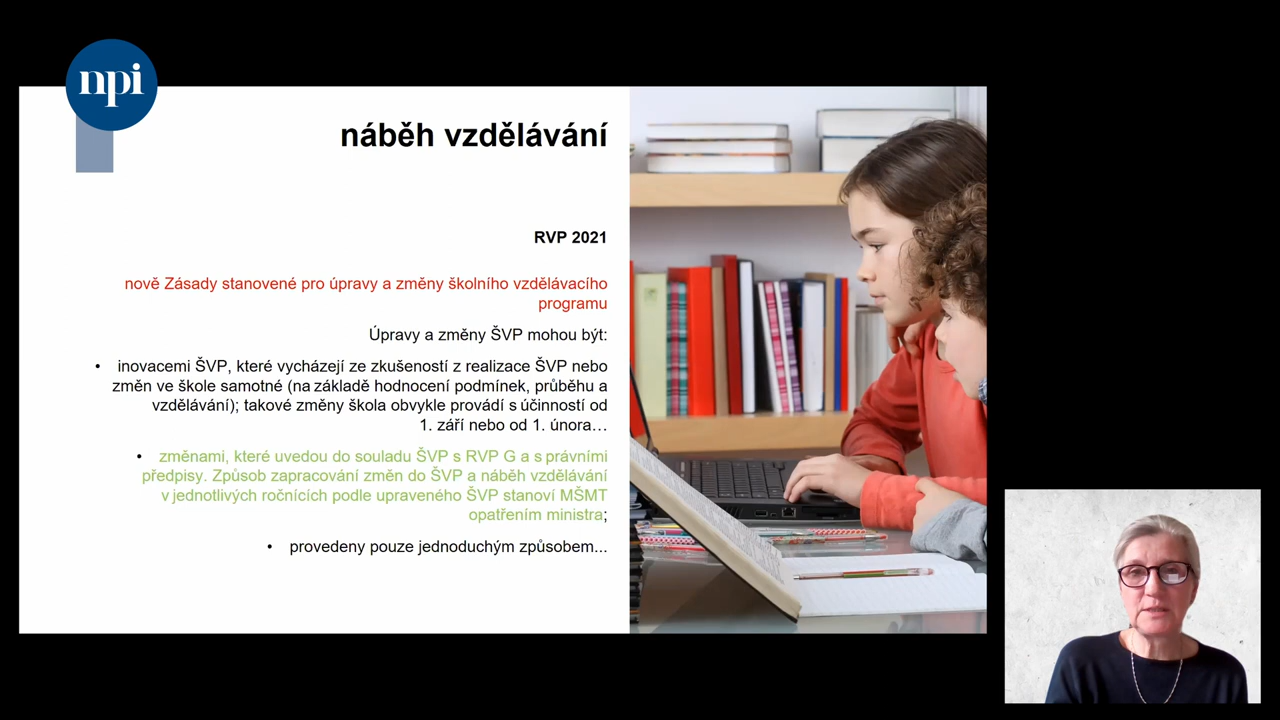 npi
náběh vzdělávání
RVP 2021
nově Zásady stanovené pro úpravy a změny školního vzdělávacího
programu
Úpravy a změny ŠVP mohou být:
• inovacemi ŠVP, které vycházejí ze zkušeností z realizace ŠVP nebo
změn ve škole samotné (na základě hodnocení podmínek, průběhu a
vzdělávání); takové změny škola obvykle provádí s účinností od
1. září nebo od 1. února…
• změnami, které uvedou do souladu ŠVP s RVP G a s právními
předpisy. Způsob zapracování změn do ŠVP a náběh vzdělávání
v jednotlivých ročnících podle upraveného ŠVP stanoví MŠMT
opatřením ministra;
• provedeny pouze jednoduchým způsobem...